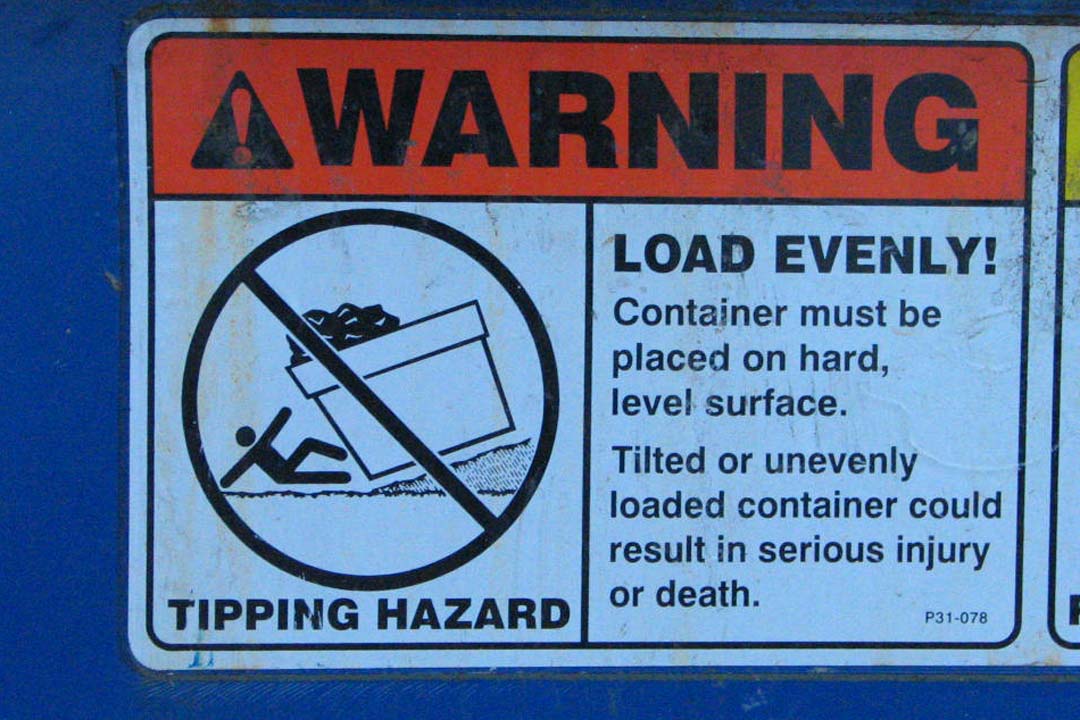 WARNING
TIPPING HAZARD
LOAD EVENLY!
Container must be
placed on hard,
level surface.
Tilted or unevenly
loaded container could
result in serious injury
or death.
P31-078